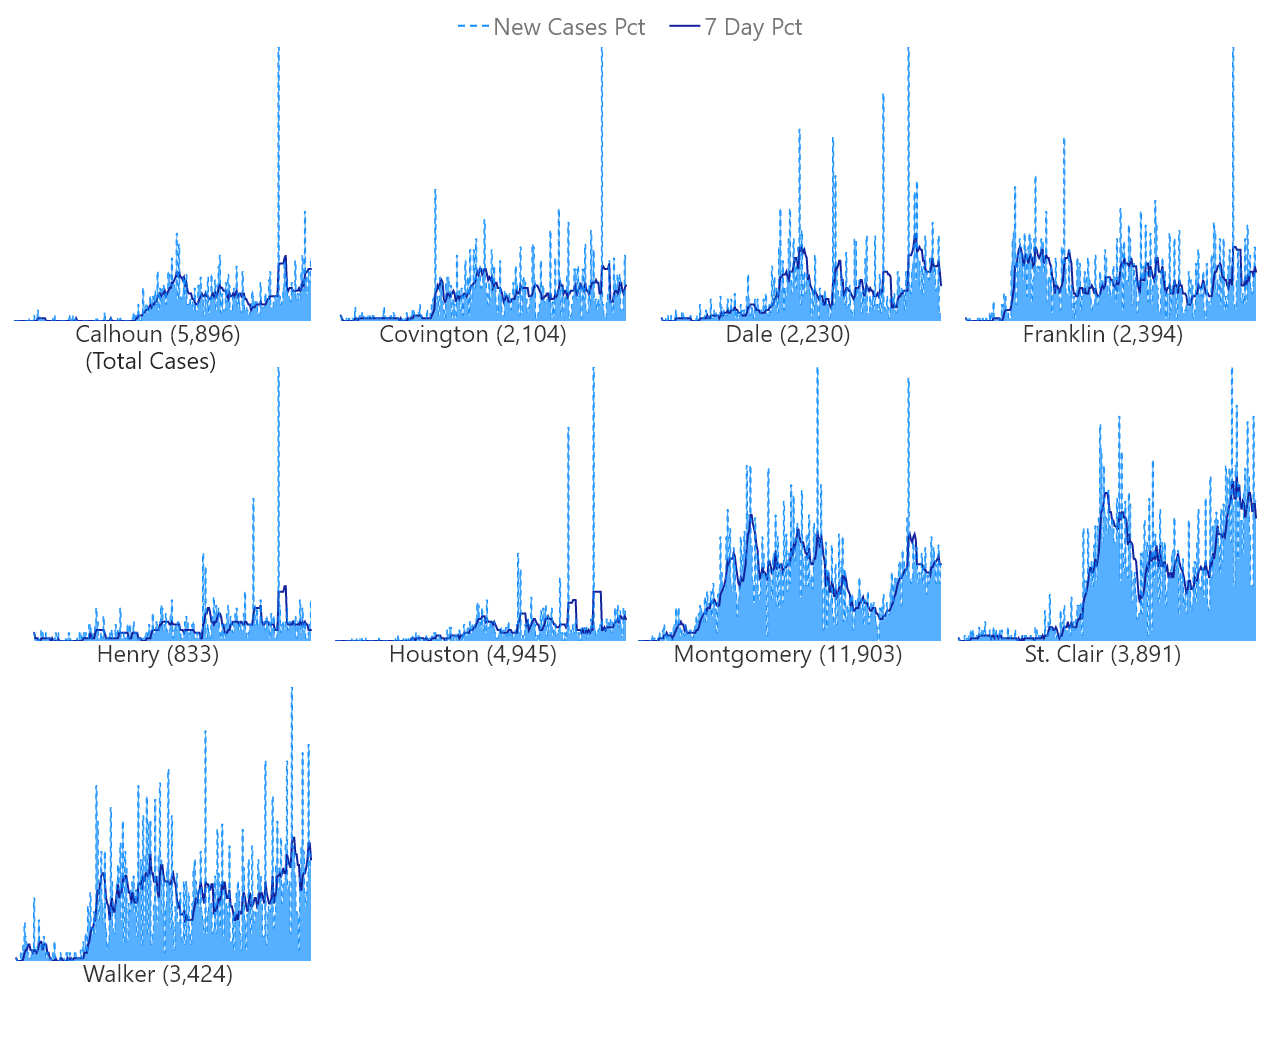 New Cases Pct 7 Day Pct
Calhoun (5,896)
(Total Cases)
Covington (2,104)
Dale (2,230)
Franklin (2,394)
Henry (833)
Houston (4,945)
Montgomery (11,903)
St. Clair (3,891)
Walker (3,424)